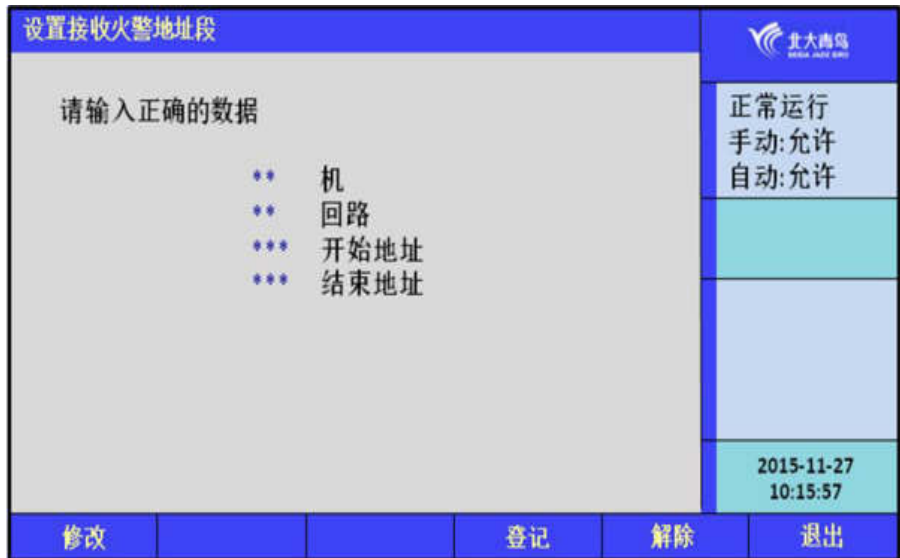 设置接收火警地址段
北大青鸟
请输入正确的数据
** 机
** 回路
*** 开始地址
*** 结束地址
正常运行
手动:允许
自动:允许
2015-11-27
10:15:57
修改 登记 解除 退出